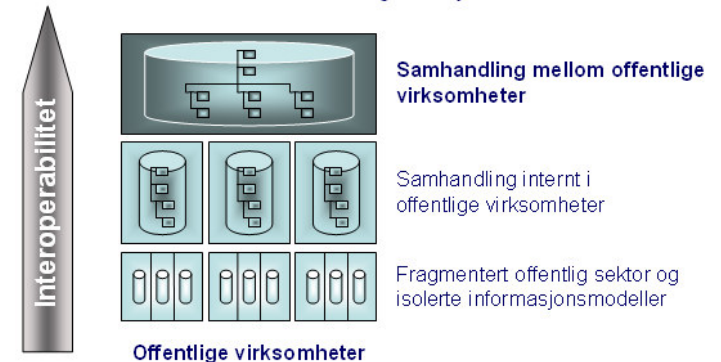 Interoperabilitet
Samhandling mellom offentlige
virksomheter
Samhandling internt i
offentlige virksomheter
Fragmentert offentlig sektor og
isolerte informasjonsmodeller
Offentlige virksomheter